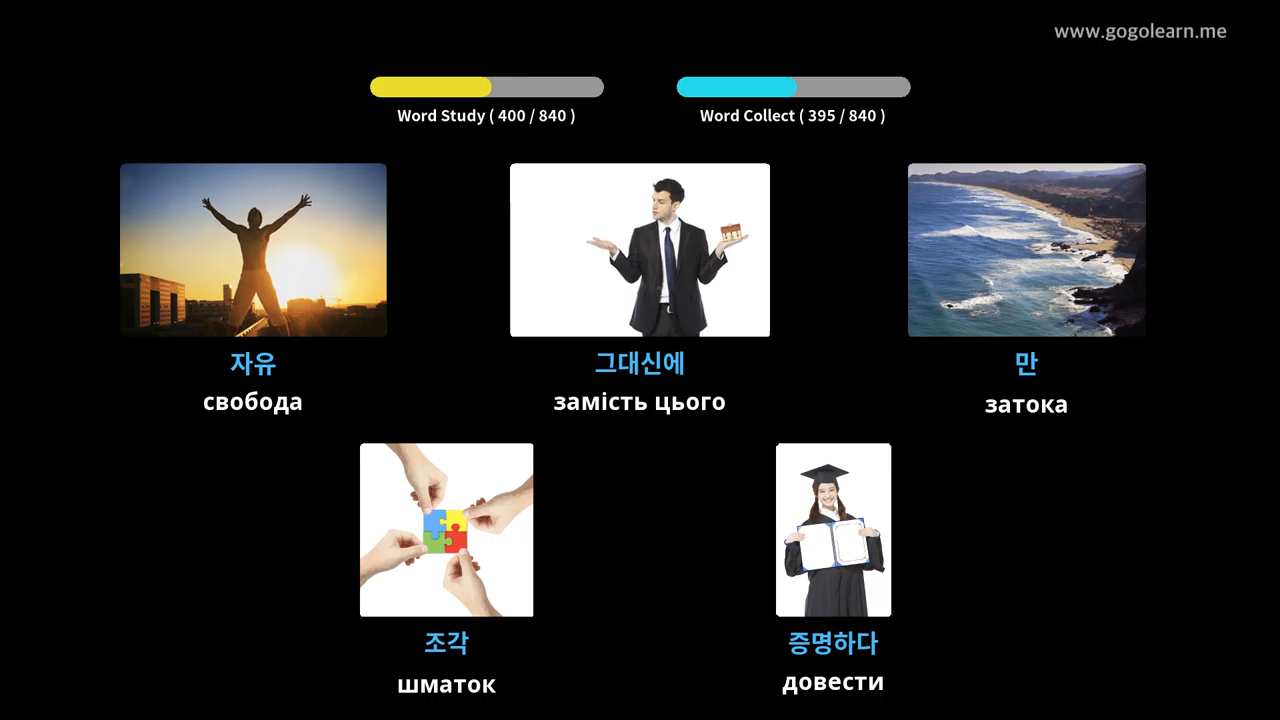 www.gogolearn.me
Word Study ( 400 / 840 )
Word Collect ( 395 / 840 )
자유
свобода
그대신에
замість цього
만
затока
조각
шматок
증명하다
довести